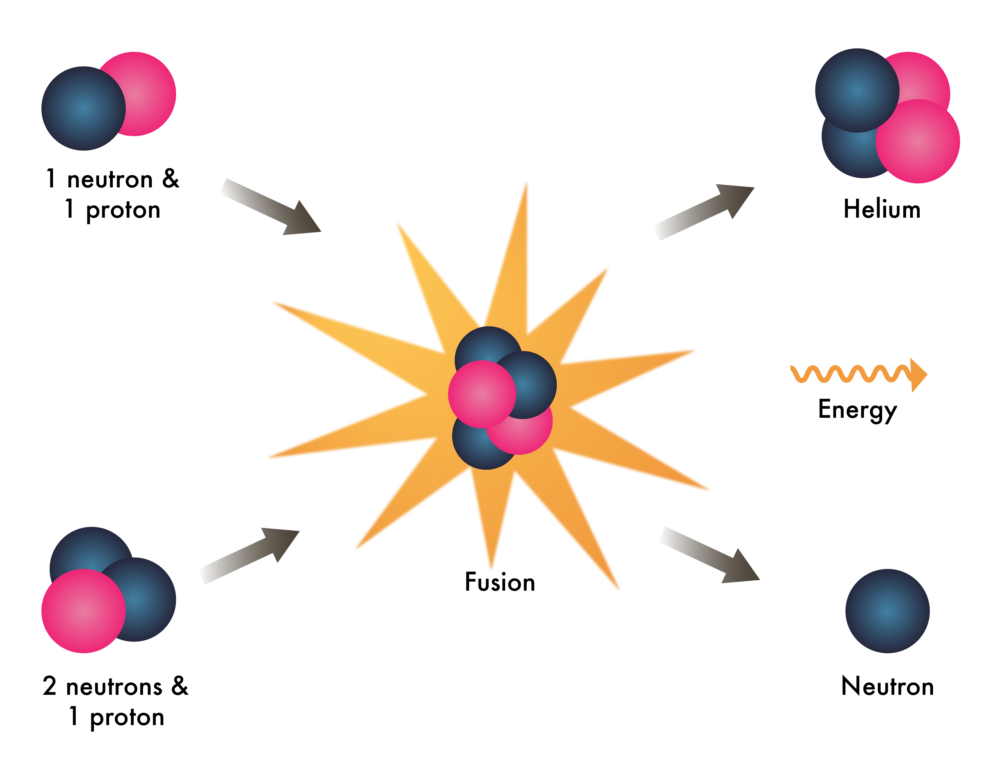 1 neutron &
1 proton
Helium
Energy
Fusion
2 neutrons &
1 proton
Neutron